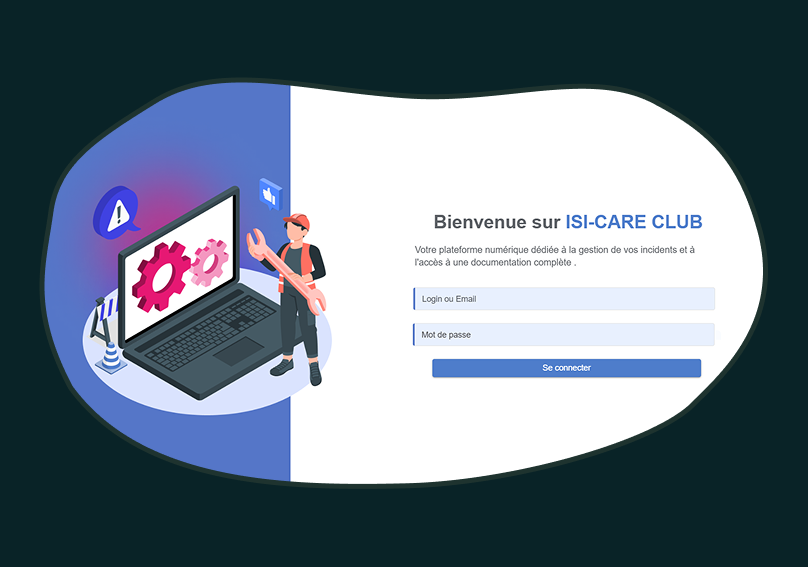 Bienvenue sur ISI-CARE CLUB
Votre plateforme numérique dédiée à la gestion de vos incidents et à
l'accès à une documentation complète .
Login ou Email
Mot de passe
Se connecter